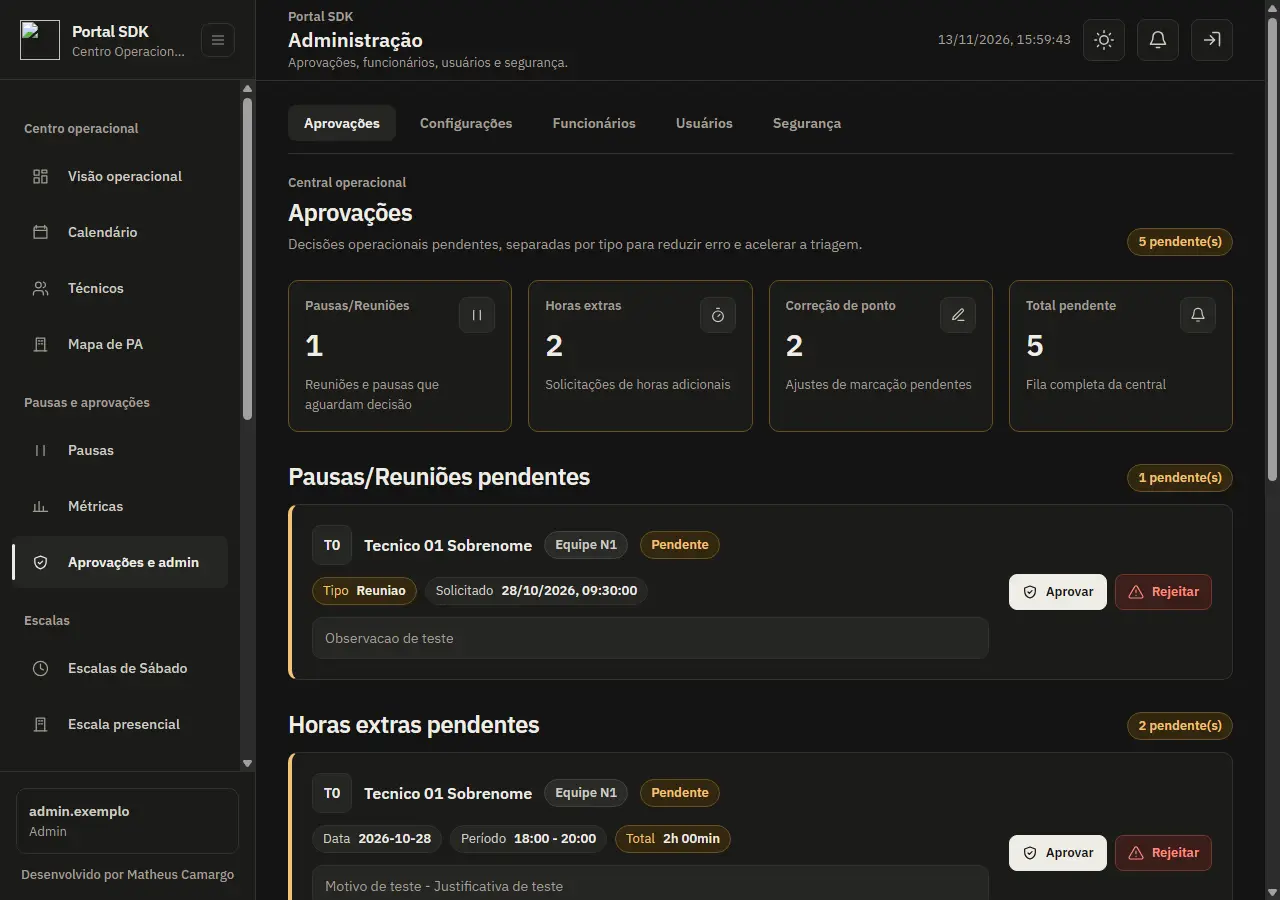 Portal SDK
Centro Operacion...
Centro operacional
Visão operacional
Calendário
Técnicos
Mapa de PA
Pausas e aprovações
Pausas
Métricas
Aprovações e admin
Escalas
Escalas de Sábado
Escala presencial
admin.exemplo
Admin
Desenvolvido por Matheus Camargo
Portal SDK
Administração
Aprovações, funcionários, usuários e segurança.
13/11/2026, 15:59:43
Aprovações Configurações Funcionários Usuários Segurança
Central operacional
Aprovações
Decisões operacionais pendentes, separadas por tipo para reduzir erro e acelerar a triagem.
5 pendente(s)
Pausas/Reuniões
1
Reuniões e pausas que
aguardam decisão
Horas extras
2
Solicitações de horas adicionais
Correção de ponto
2
Ajustes de marcação pendentes
Total pendente
5
Fila completa da central
Pausas/Reuniões pendentes
1 pendente(s)
T0 Tecnico 01 Sobrenome Equipe N1 Pendente
Tipo Reuniao Solicitado 28/10/2026, 09:30:00
Observacao de teste
Aprovar Rejeitar
Horas extras pendentes
2 pendente(s)
T0 Tecnico 01 Sobrenome Equipe N1 Pendente
Data 2026-10-28 Período 18:00 - 20:00 Total 2h 00min
Motivo de teste - Justificativa de teste
Aprovar Rejeitar